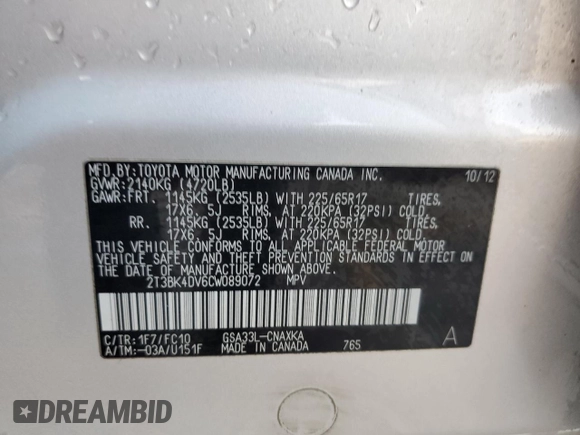 MFD. BY: TOYOTA MOTOR MANUFACTURING CANADA INC. 10/12
GVWR: 2140KG (4720LB)
GAWR: FRT. 1145KG (2535LB) WITH 225/65R17 TIRES,
17X6. 5J RIMS, AT 220KPA (32PSI) COLD.
RR. 1145KG (2535LB) WITH 225/65R17 TIRES,
17X6. 5J RIMS, AT 220KPA (32PSI) COLD.
THIS VEHICLE CONFORMS TO ALL APPLICABLE FEDERAL MOTOR
VEHICLE SAFETY AND THEFT PREVENTION STANDARDS IN EFFECT
ON THE DATE OF MANUFACTURE SHOWN ABOVE.
2T3BK4DV6CW089072 MPV
C/TR: 1F7/FC10 GSA33L-CNAXKA A
A/TM: -03A/U151F MADE IN CANADA 765
DREAMBID